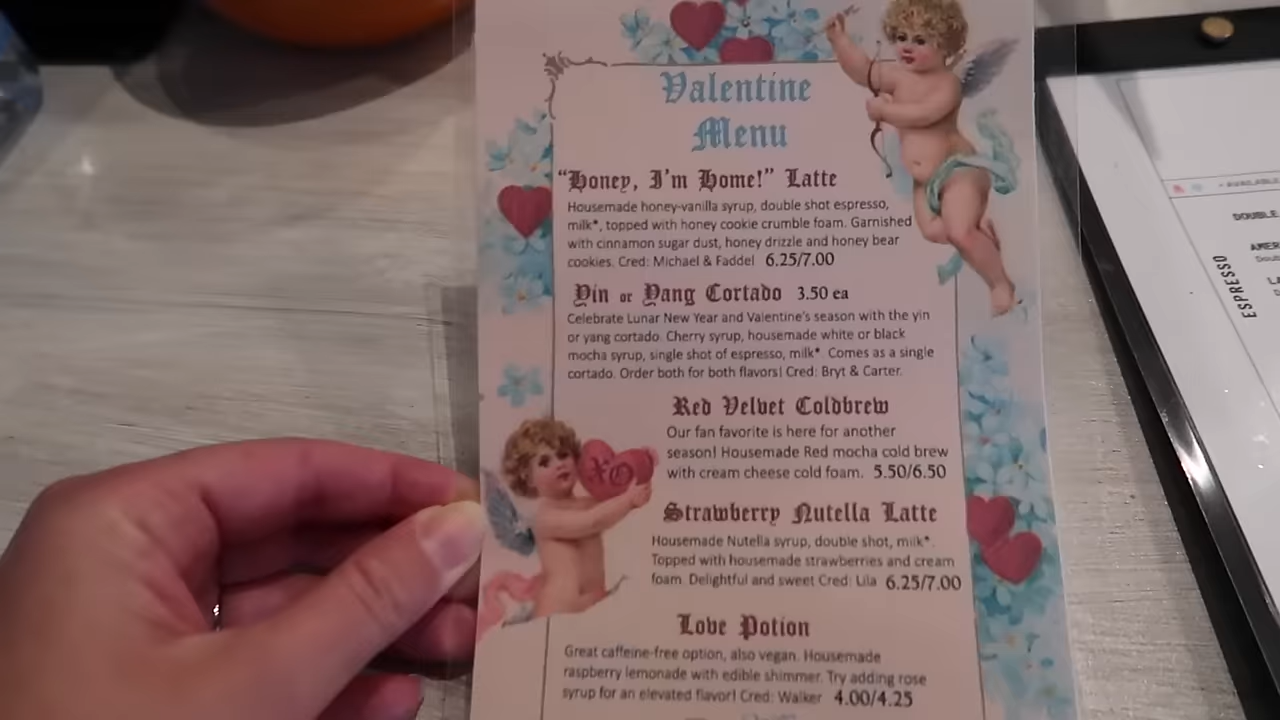 Valentine
Menu
"Honey, I'm Home!" Latte
Housemade honey-vanilla syrup, double shot espresso,
milk*, topped with honey cookie crumble foam. Garnished
with cinnamon sugar dust, honey drizzle and honey bear
cookies. Cred: Michael & Faddel 6.25/7.00
Yin or Yang Cortado 3.50 ea
Celebrate Lunar New Year and Valentine's season with the yin
or yang cortado. Cherry syrup, housemade white or black
mocha syrup, single shot of espresso, milk*. Comes as a single
cortado. Order both for both flavors! Cred: Bryt & Carter.
Red Velvet Coldbrew
Our fan favorite is here for another
season! Housemade Red mocha cold brew
with cream cheese cold foam. 5.50/6.50
XO
Strawberry Nutella Latte
Housemade Nutella syrup, double shot, milk*.
Topped with housemade strawberries and cream
foam. Delightful and sweet Cred: Lila 6.25/7.00
Love Potion
Great caffeine-free option, also vegan. Housemade
raspberry lemonade with edible shimmer. Try adding rose
syrup for an elevated flavor! Cred: Walker 4.00/4.25
DOUBLE
ESPRESSO